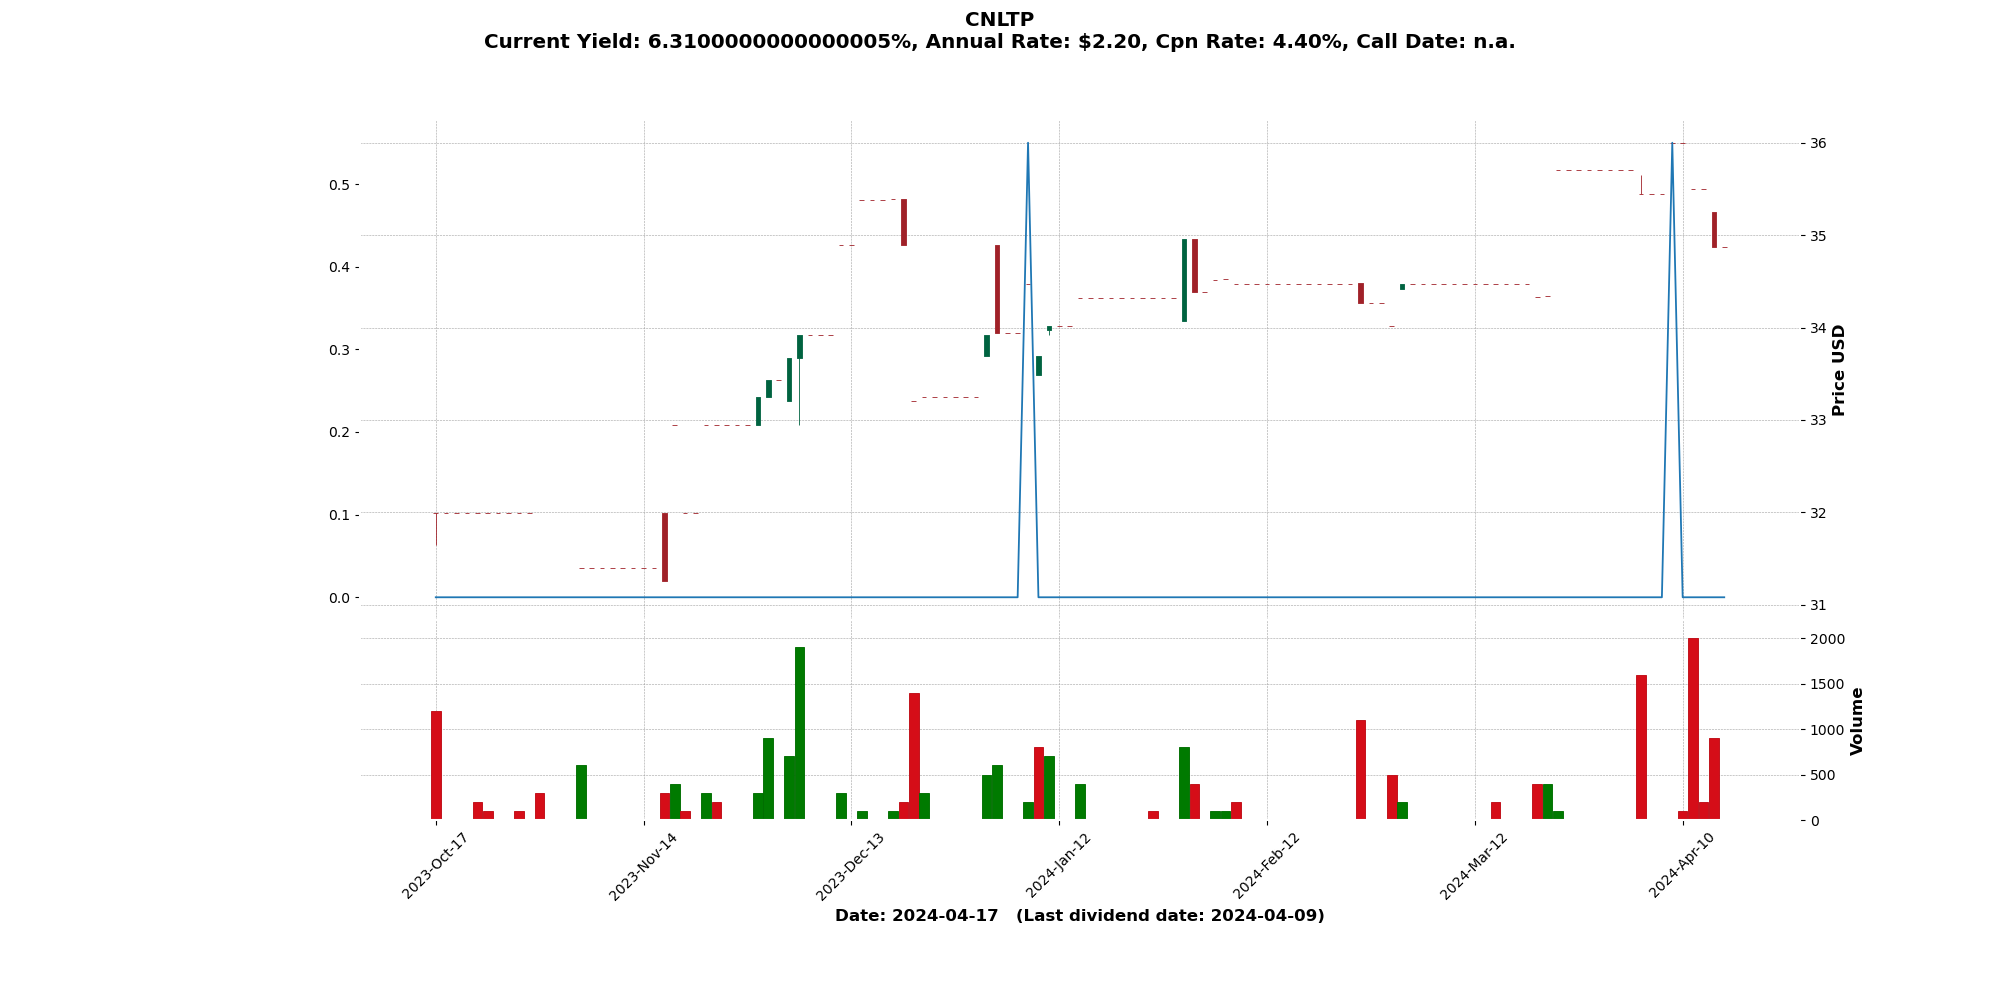 CNLTP
Current Yield: 6.3100000000000005%, Annual Rate: $2.20, Cpn Rate: 4.40%, Call Date: n.a.
0.5
0.4
0.3
0.2
0.1
0.0
36
35
34
33
32
31
Price USD
2000
1500
1000
500
0
Volume
2023-Oct-17
2023-Nov-14
2023-Dec-13
2024-Jan-12
2024-Feb-12
2024-Mar-12
2024-Apr-10
Date: 2024-04-17 (Last dividend date: 2024-04-09)